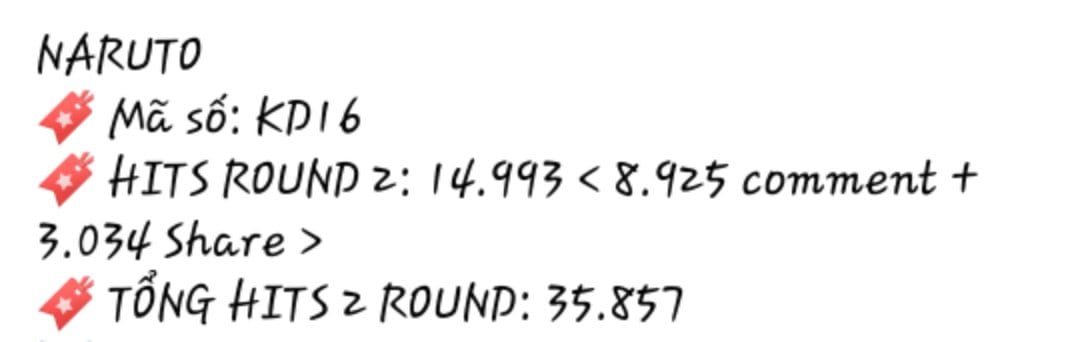 NARUTO
🎟 Mã số: KD16
🎟 HITS ROUND 2: 14.993 < 8.925 comment +
3.034 Share >
🎟 TỔNG HITS 2 ROUND: 35.857